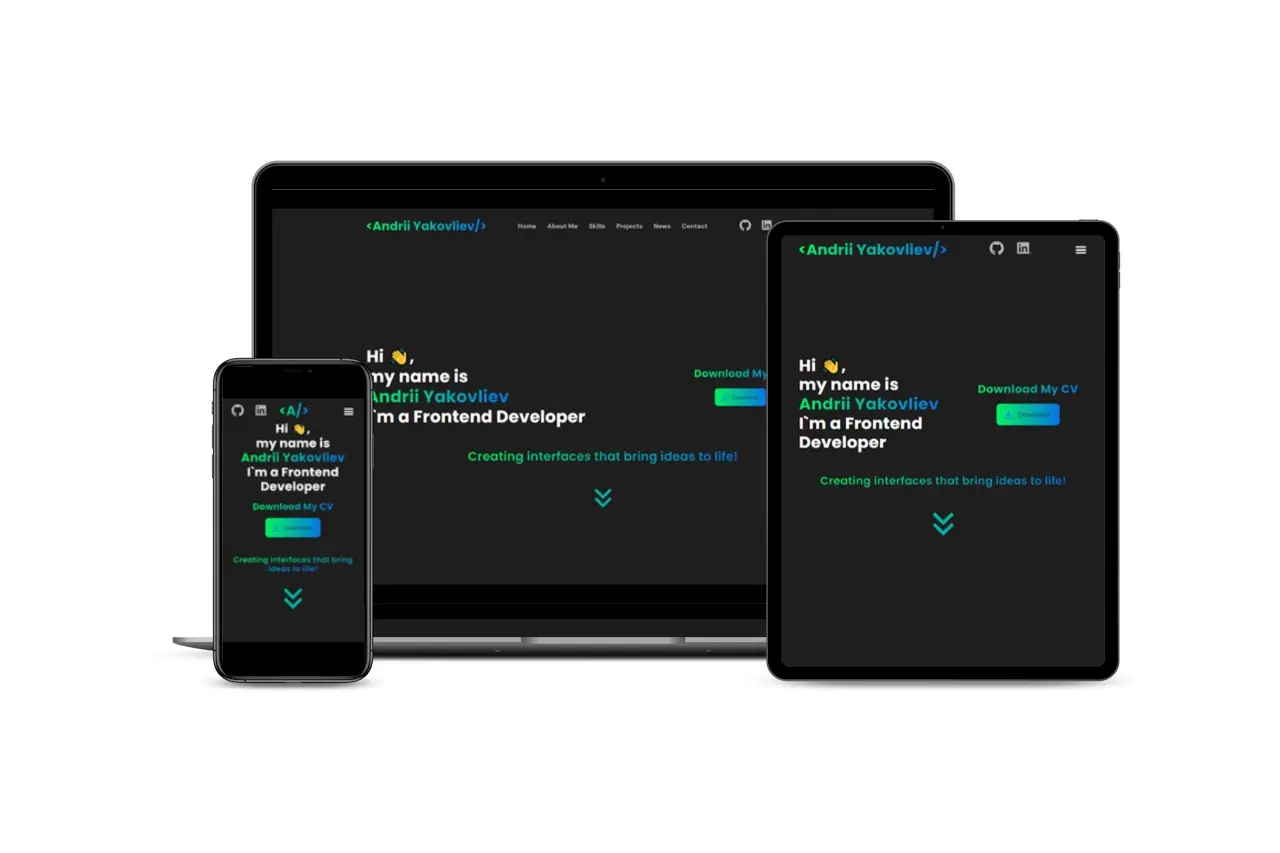 <Andrii Yakovliev/>
Home About Me Skills Projects News Contact
Hi 👋,
my name is
Andrii Yakovliev
I`m a Frontend Developer
Download My
Download
Creating interfaces that bring ideas to life!
<A/>
Hi 👋,
my name is
Andrii Yakovliev
I`m a Frontend
Developer
Download My CV
Download
Creating interfaces that bring
ideas to life!
<Andrii Yakovliev/>
Hi 👋,
my name is
Andrii Yakovliev
I`m a Frontend
Developer
Download My CV
Download
Creating interfaces that bring ideas to life!